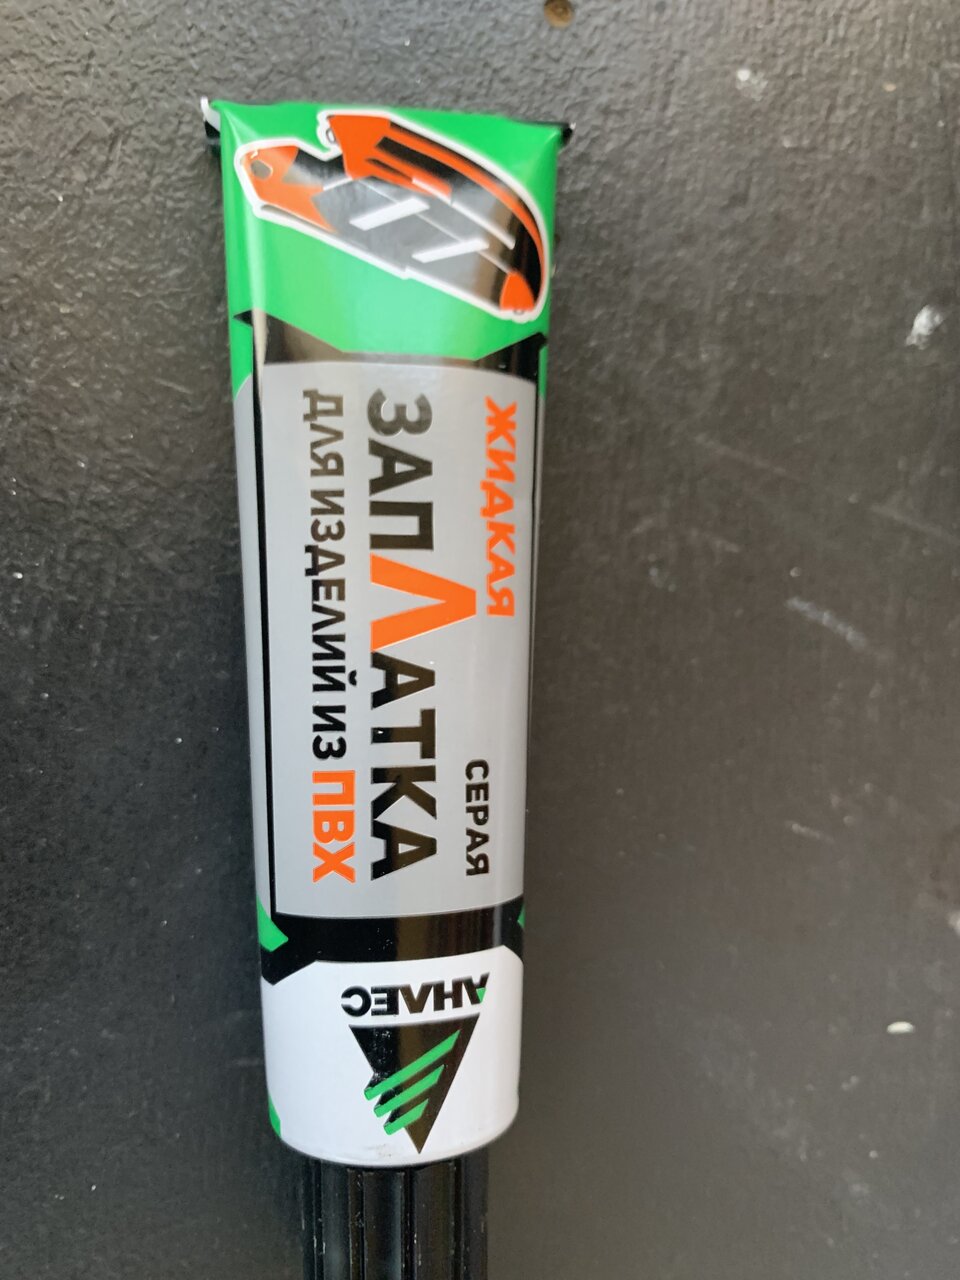 ЖИДКАЯ
СЕРАЯ
ЗАПЛАТКА
ДЛЯ ИЗДЕЛИЙ ИЗ ПВХ
АНЛЕС